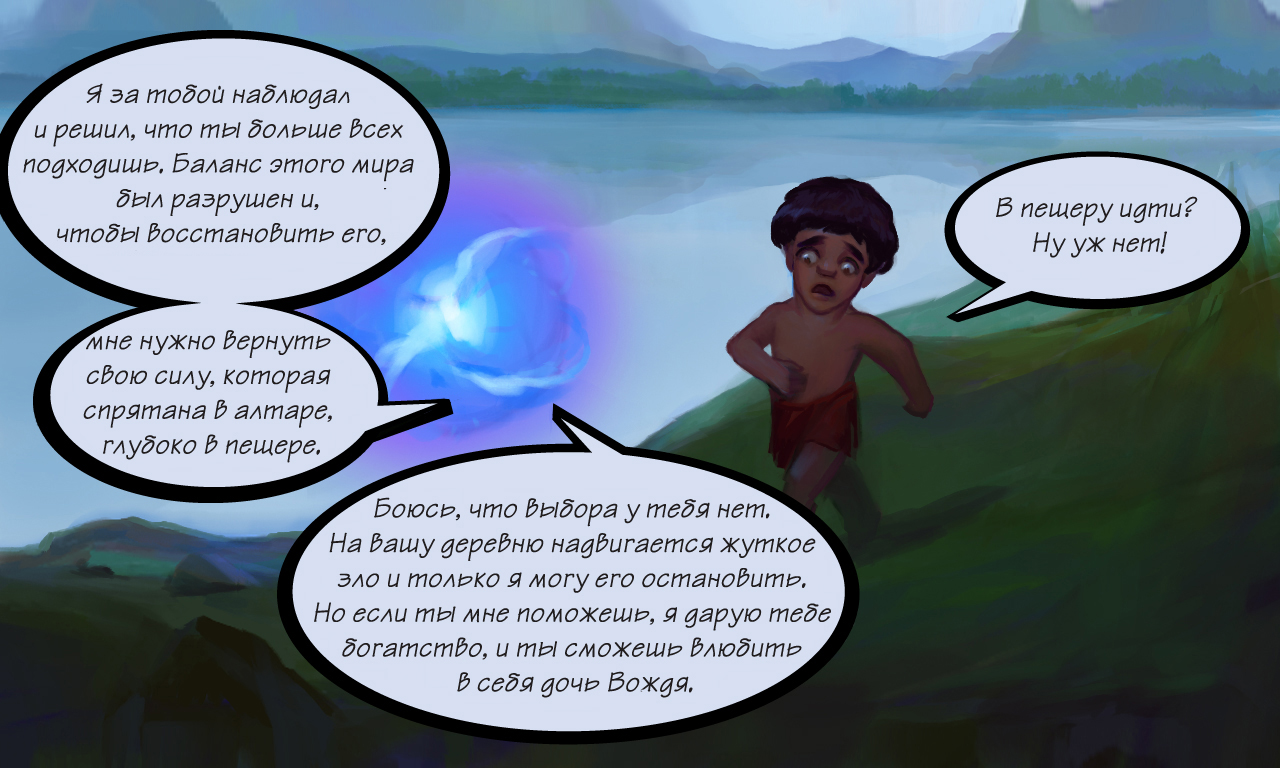 Я за тобой наблюдал
и решил, что ты больше всех
подходишь. Баланс этого мира
был разрушен и,
чтобы восстановить его,
мне нужно вернуть
свою силу, которая
спрятана в алтаре,
глубоко в пещере.
В пещеру идти?
Ну уж нет!
Боюсь, что выбора у тебя нет.
На вашу деревню надвигается жуткое
зло и только я могу его остановить.
Но если ты мне поможешь, я дарую тебе
богатство, и ты сможешь влюбить
в себя дочь Вождя.